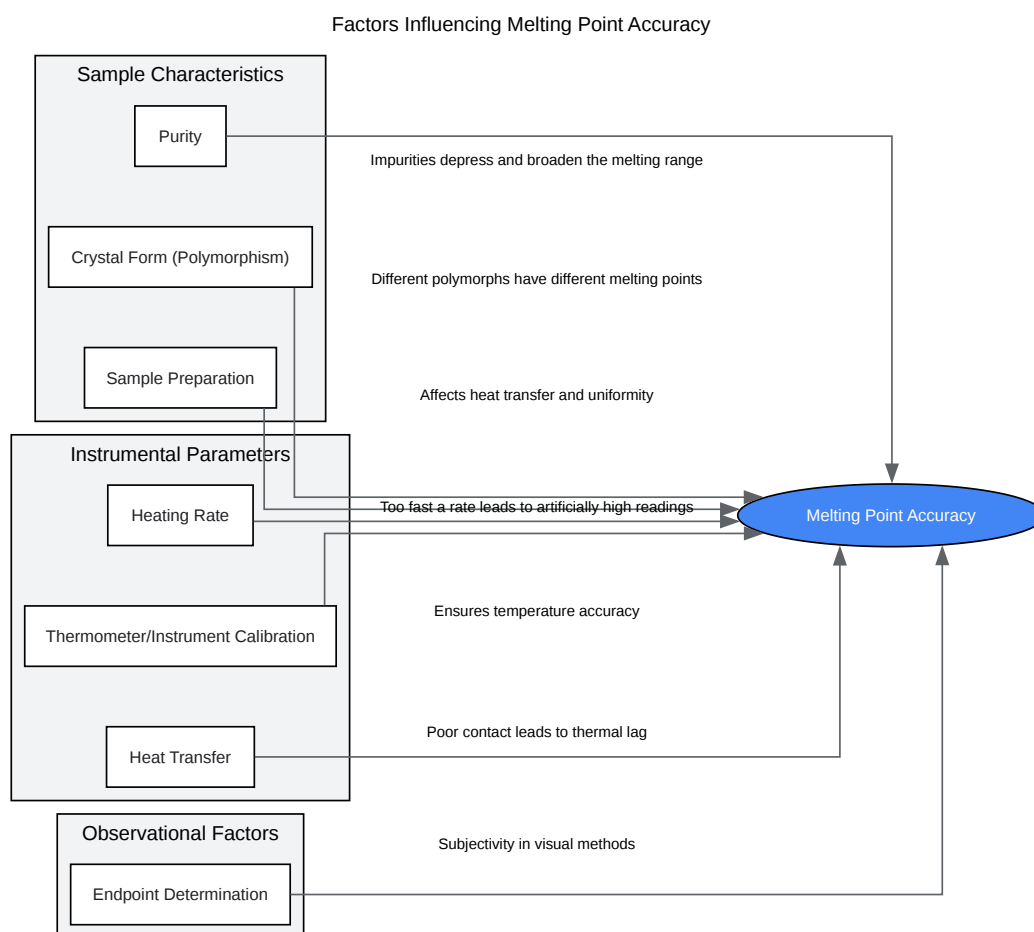 Factors Influencing Melting Point Accuracy
Sample Characteristics
Purity
Impurities depress and broaden the melting range
Crystal Form (Polymorphism)
Different polymorphs have different melting points
Sample Preparation
Affects heat transfer and uniformity
Instrumental Parameters
Heating Rate
Too fast a rate leads to artificially high readings
Melting Point Accuracy
Thermometer/Instrument Calibration
Ensures temperature accuracy
Heat Transfer
Poor contact leads to thermal lag
Observational Factors
Subjectivity in visual methods
Endpoint Determination